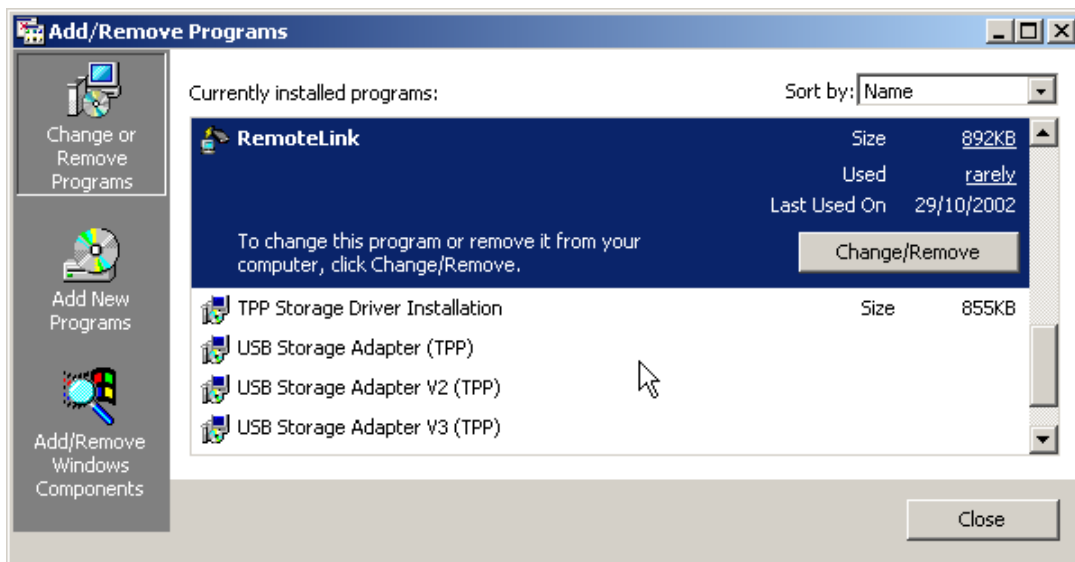 Add/Remove Programs
Change or
Remove
Programs
Add New
Programs
Add/Remove
Windows
Components
Currently installed programs:
Sort by: Name
RemoteLink Size 892KB
Used rarely
Last Used On 29/10/2002
To change this program or remove it from your
computer, click Change/Remove.
Change/Remove
TPP Storage Driver Installation Size 855KB
USB Storage Adapter (TPP)
USB Storage Adapter V2 (TPP)
USB Storage Adapter V3 (TPP)
Close